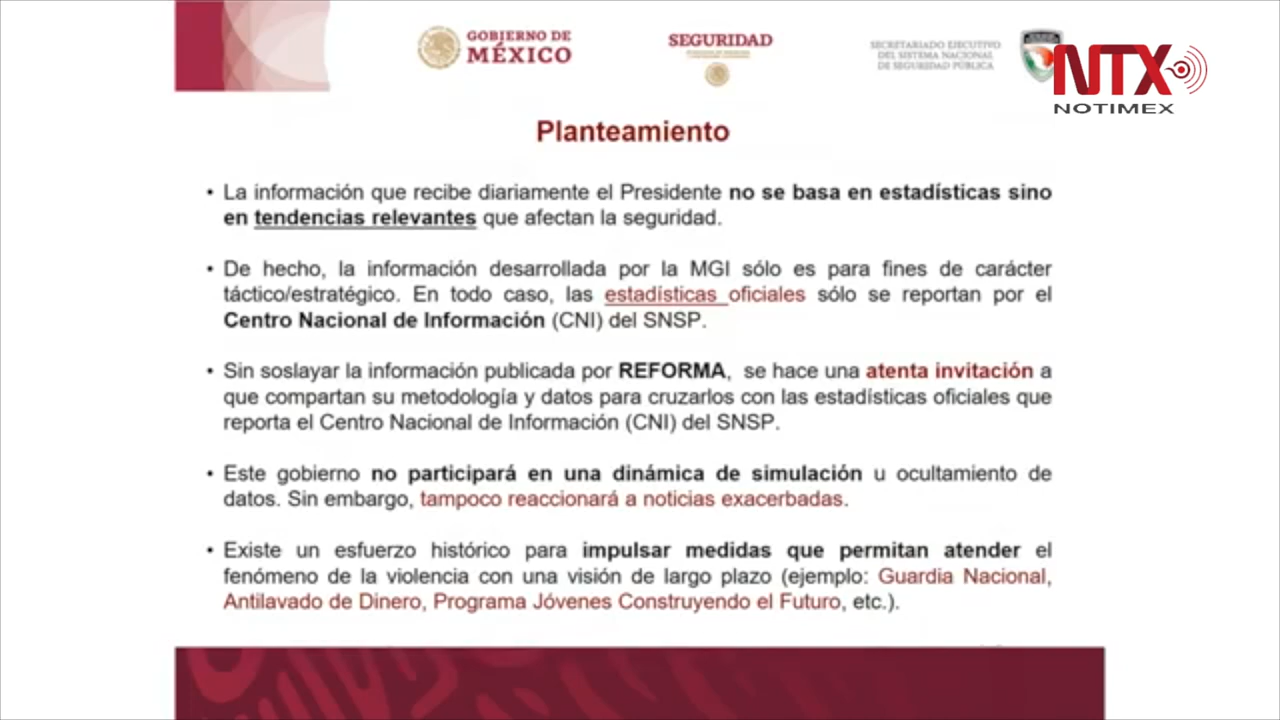 GOBIERNO DE
MÉXICO
SEGURIDAD
SECRETARIADO EJECUTIVO
DEL SISTEMA NACIONAL
DE SEGURIDAD PÚBLICA
NTX
NOTIMEX
Planteamiento
• La información que recibe diariamente el Presidente no se basa en estadísticas sino
en tendencias relevantes que afectan la seguridad.
• De hecho, la información desarrollada por la MGI sólo es para fines de carácter
táctico/estratégico. En todo caso, las estadísticas oficiales sólo se reportan por el
Centro Nacional de Información (CNI) del SNSP.
• Sin soslayar la información publicada por REFORMA, se hace una atenta invitación a
que compartan su metodología y datos para cruzarlos con las estadísticas oficiales que
reporta el Centro Nacional de Información (CNI) del SNSP.
• Este gobierno no participará en una dinámica de simulación u ocultamiento de
datos. Sin embargo, tampoco reaccionará a noticias exacerbadas.
• Existe un esfuerzo histórico para impulsar medidas que permitan atender el
fenómeno de la violencia con una visión de largo plazo (ejemplo: Guardia Nacional,
Antilavado de Dinero, Programa Jóvenes Construyendo el Futuro, etc.).